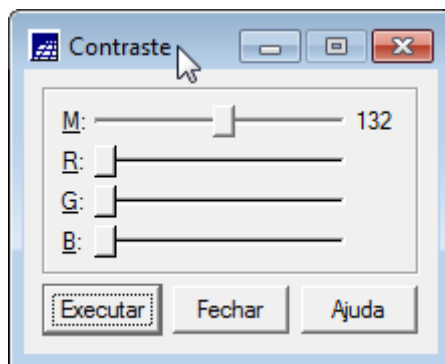 Contraste
M: 132
R:
G:
B:
Executar Fechar Ajuda